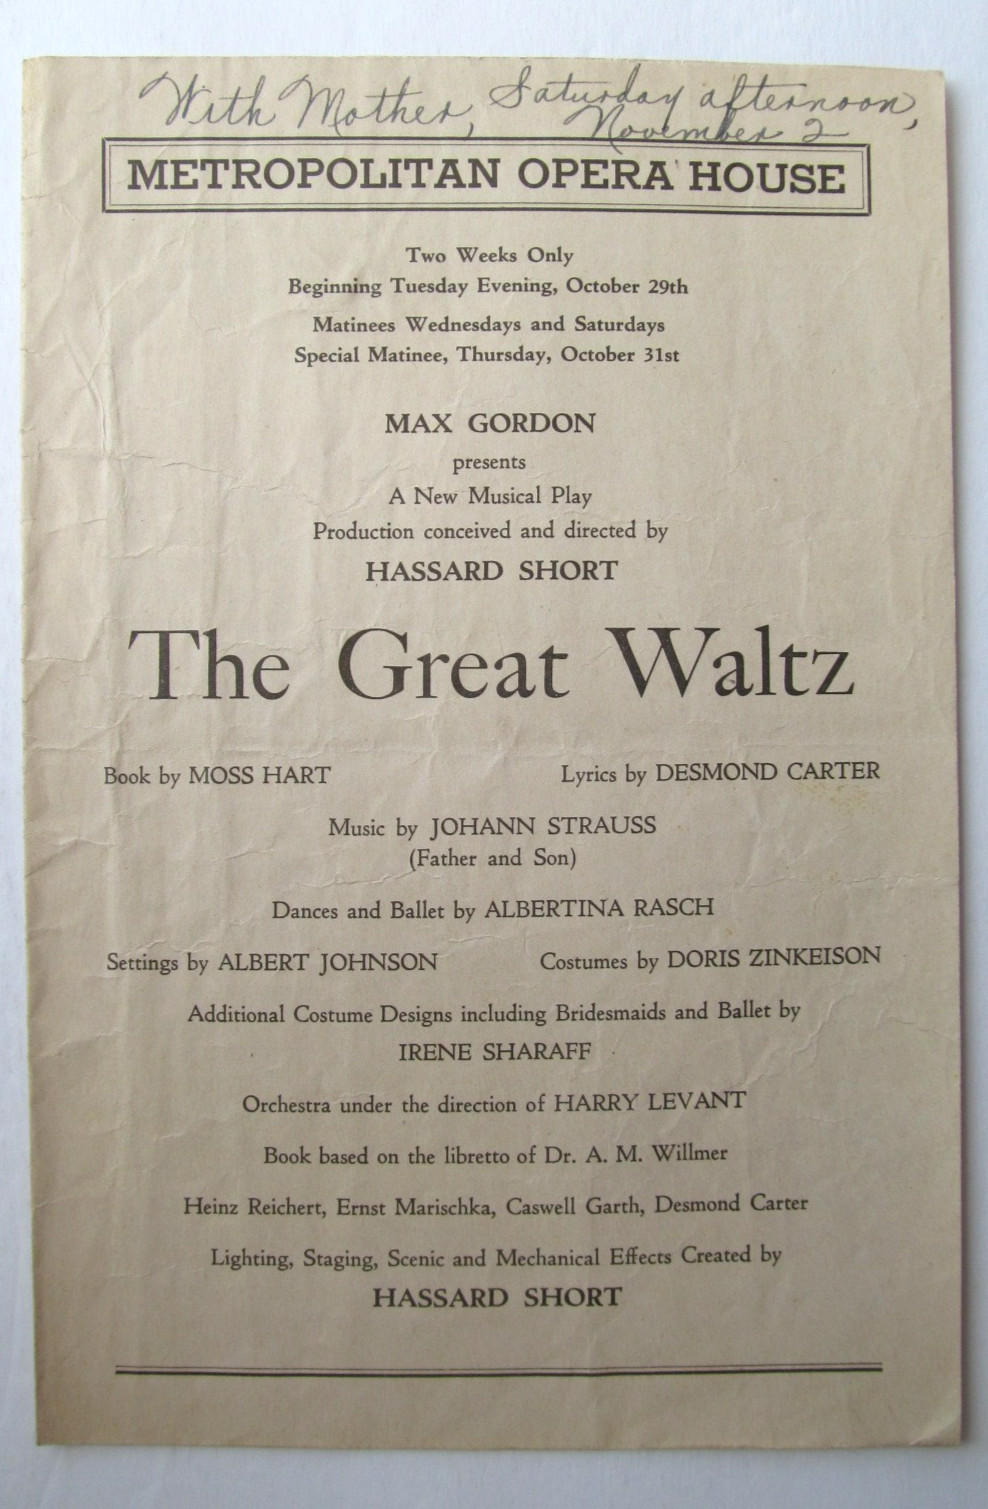 With Mother, Saturday afternoon,
November 2
METROPOLITAN OPERA HOUSE
Two Weeks Only
Beginning Tuesday Evening, October 29th
Matinees Wednesdays and Saturdays
Special Matinee, Thursday, October 31st
MAX GORDON
presents
A New Musical Play
Production conceived and directed by
HASSARD SHORT
The Great Waltz
Book by MOSS HART Lyrics by DESMOND CARTER
Music by JOHANN STRAUSS
(Father and Son)
Dances and Ballet by ALBERTINA RASCH
Settings by ALBERT JOHNSON Costumes by DORIS ZINKEISON
Additional Costume Designs including Bridesmaids and Ballet by
IRENE SHARAFF
Orchestra under the direction of HARRY LEVANT
Book based on the libretto of Dr. A. M. Willmer
Heinz Reichert, Ernst Marischka, Caswell Garth, Desmond Carter
Lighting, Staging, Scenic and Mechanical Effects Created by
HASSARD SHORT